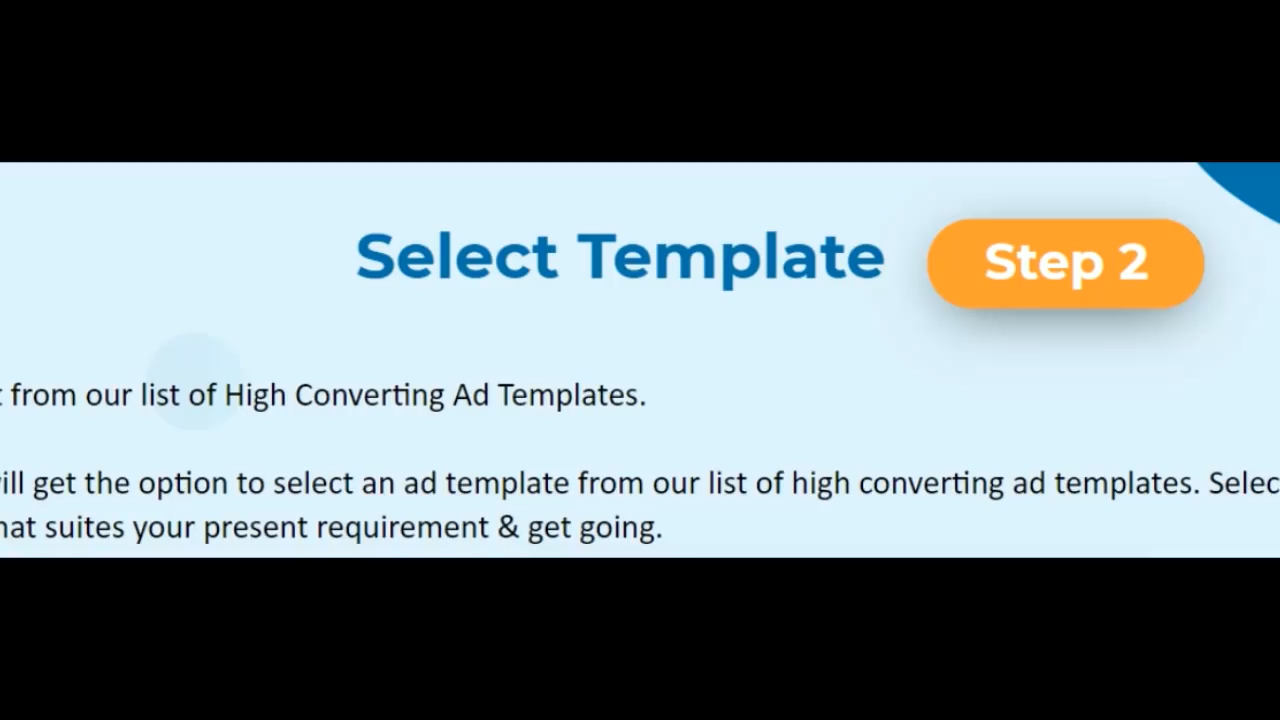 Select Template
Step 2
from our list of High Converting Ad Templates.
get the option to select an ad template from our list of high converting ad templates.
suites your present requirement & get going.